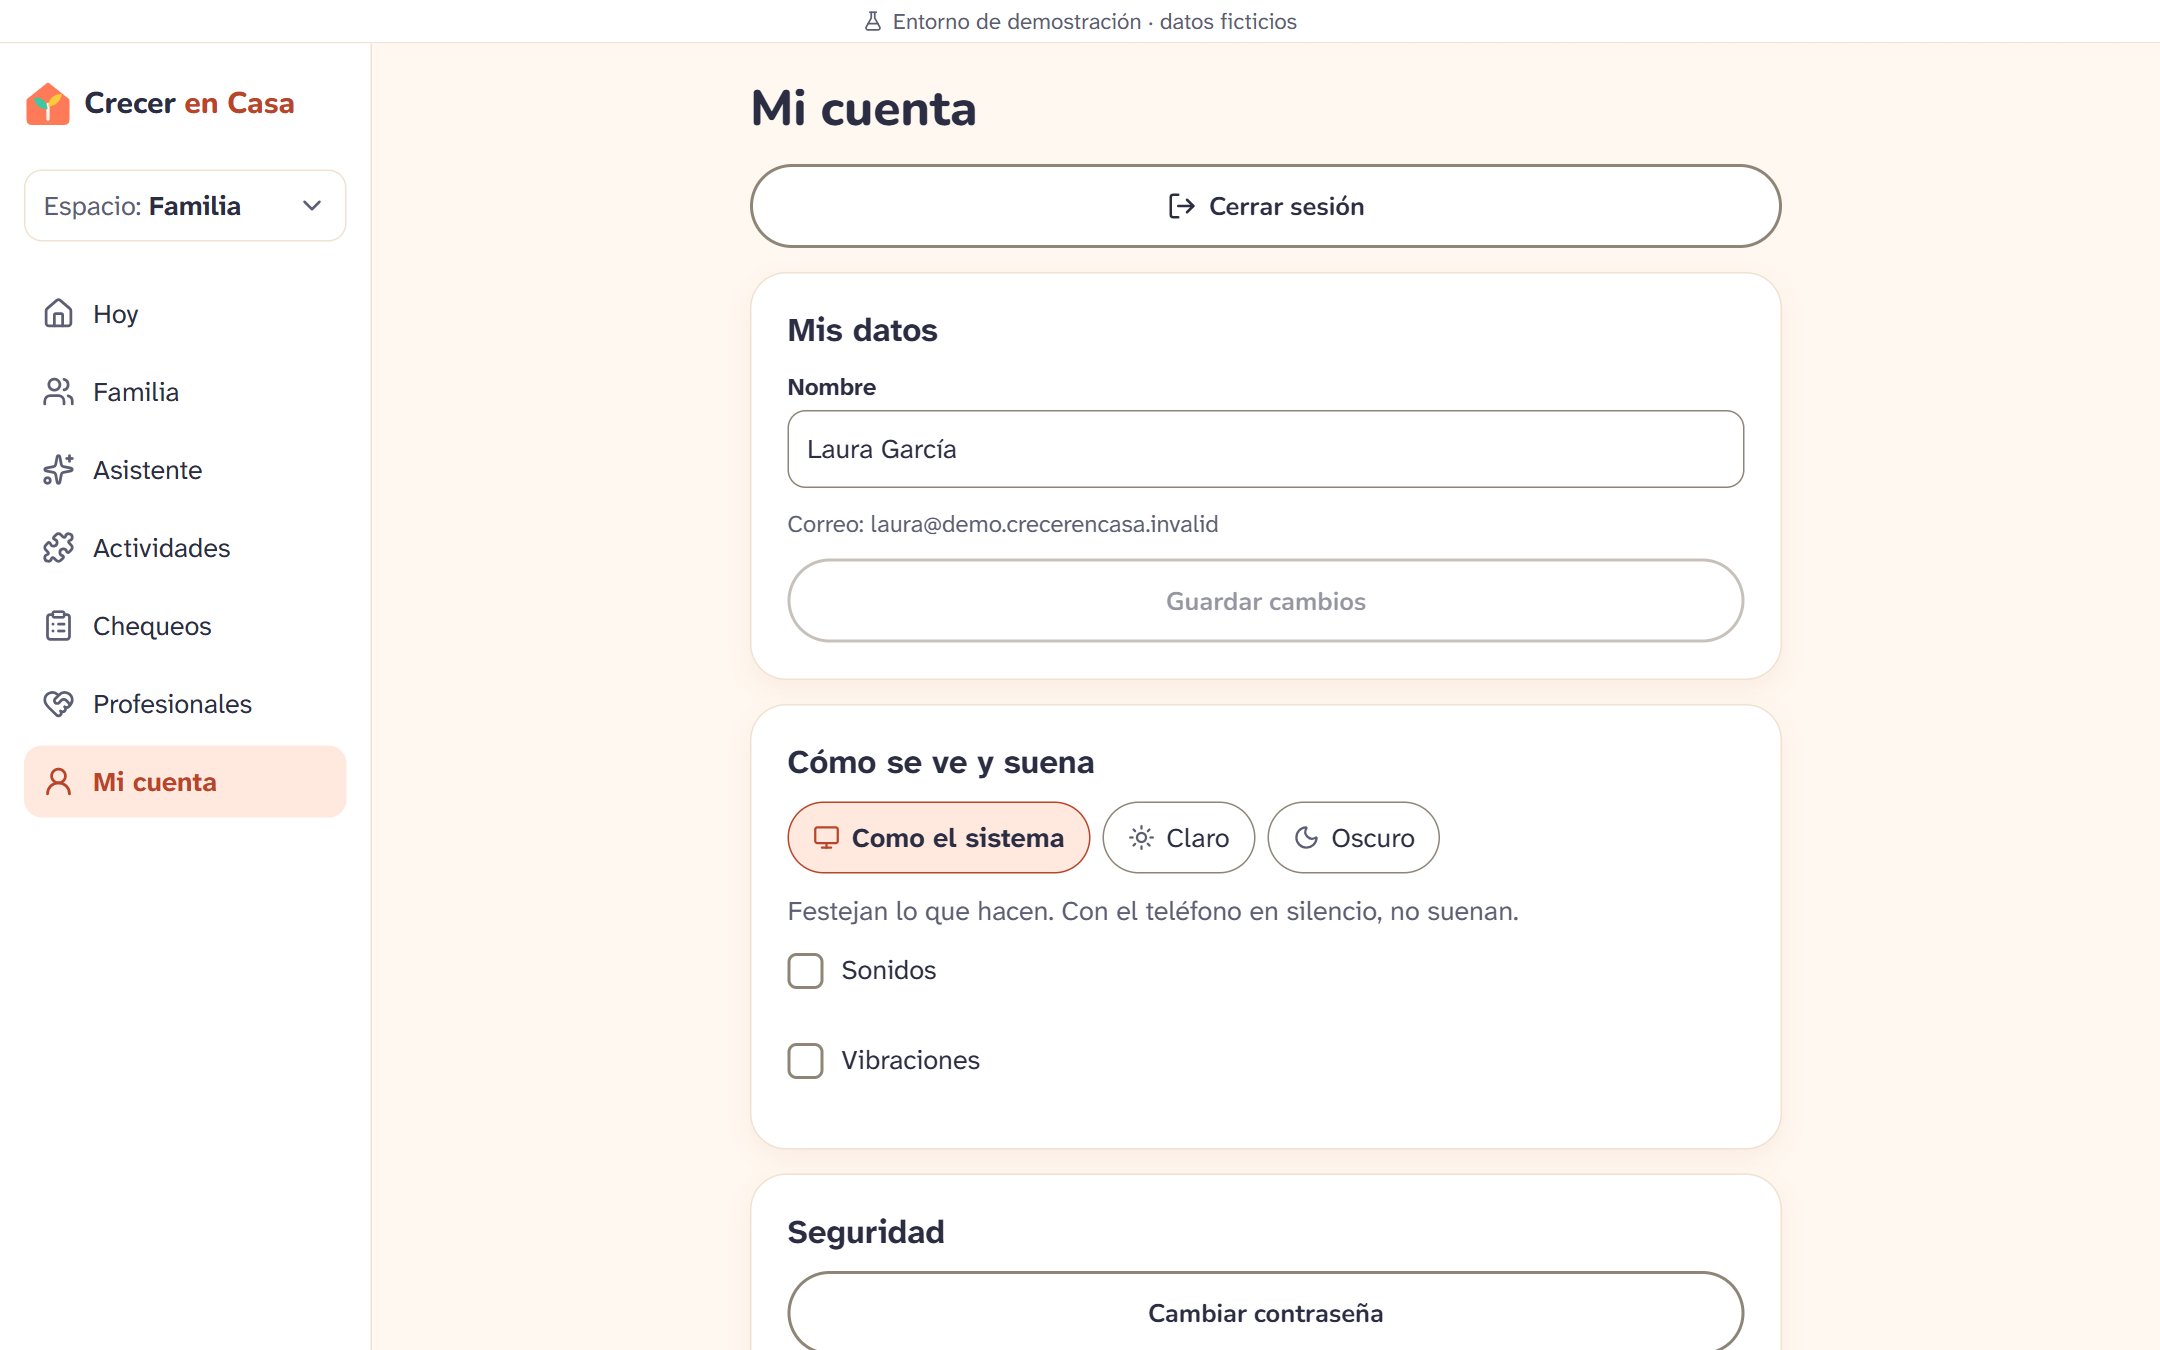 Entorno de demostración · datos ficticios
Crecer en Casa
Espacio: Familia
Hoy
Familia
Asistente
Actividades
Chequeos
Profesionales
Mi cuenta
Mi cuenta
Cerrar sesión
Mis datos
Nombre
Laura García
Correo: laura@demo.crecerencasa.invalid
Guardar cambios
Cómo se ve y suena
Como el sistema
Claro
Oscuro
Festejan lo que hacen. Con el teléfono en silencio, no suenan.
Sonidos
Vibraciones
Seguridad
Cambiar contraseña